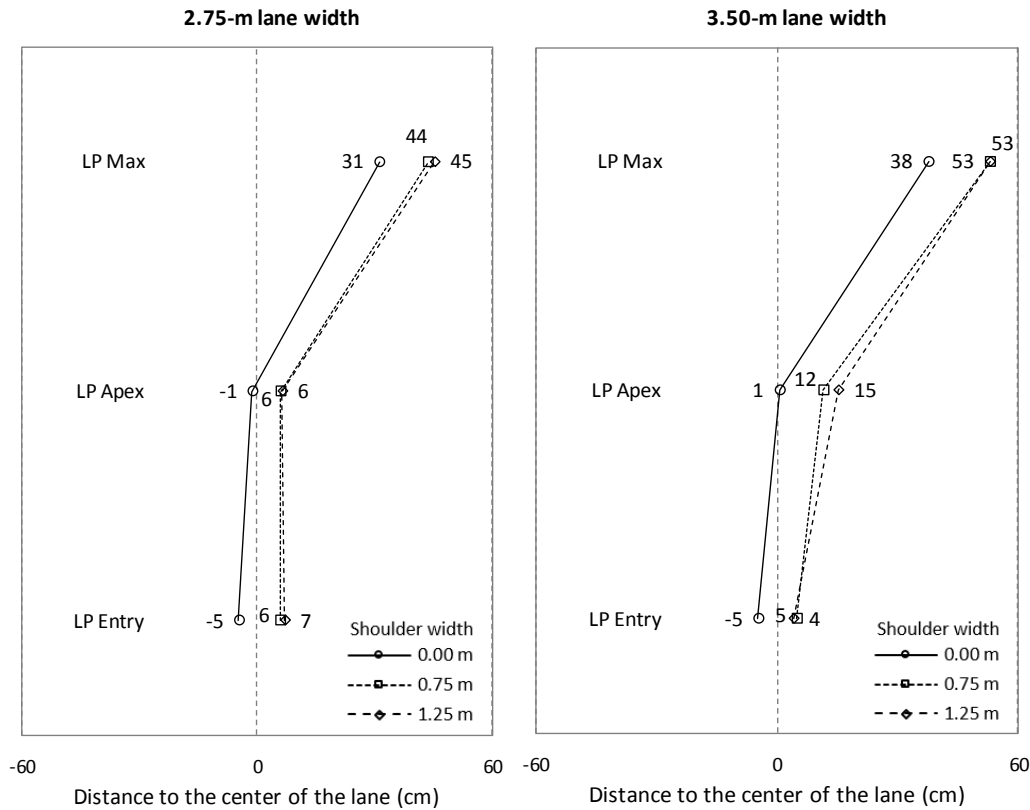 2.75-m lane width
44
LP Max
31
45
LP Apex
-1
6
6
LP Entry
-5
6
7
Shoulder width
0.00 m
0.75 m
1.25 m
-60
0
60
Distance to the center of the lane (cm)
3.50-m lane width
53
LP Max
38
53
LP Apex
1
12
15
LP Entry
-5
5
4
Shoulder width
0.00 m
0.75 m
1.25 m
-60
0
60
Distance to the center of the lane (cm)